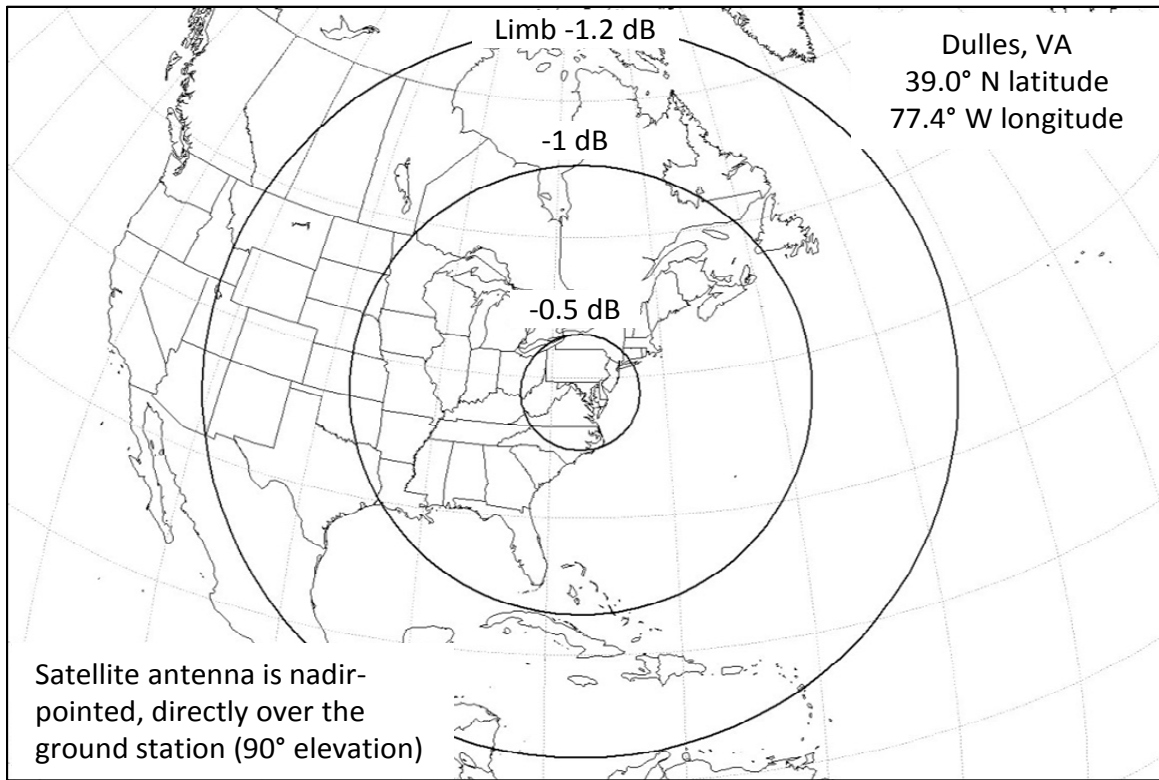 Limb -1.2 dB
Dulles, VA
39.0° N latitude
77.4° W longitude
-1 dB
-0.5 dB
Satellite antenna is nadir-
pointed, directly over the
ground station (90° elevation)